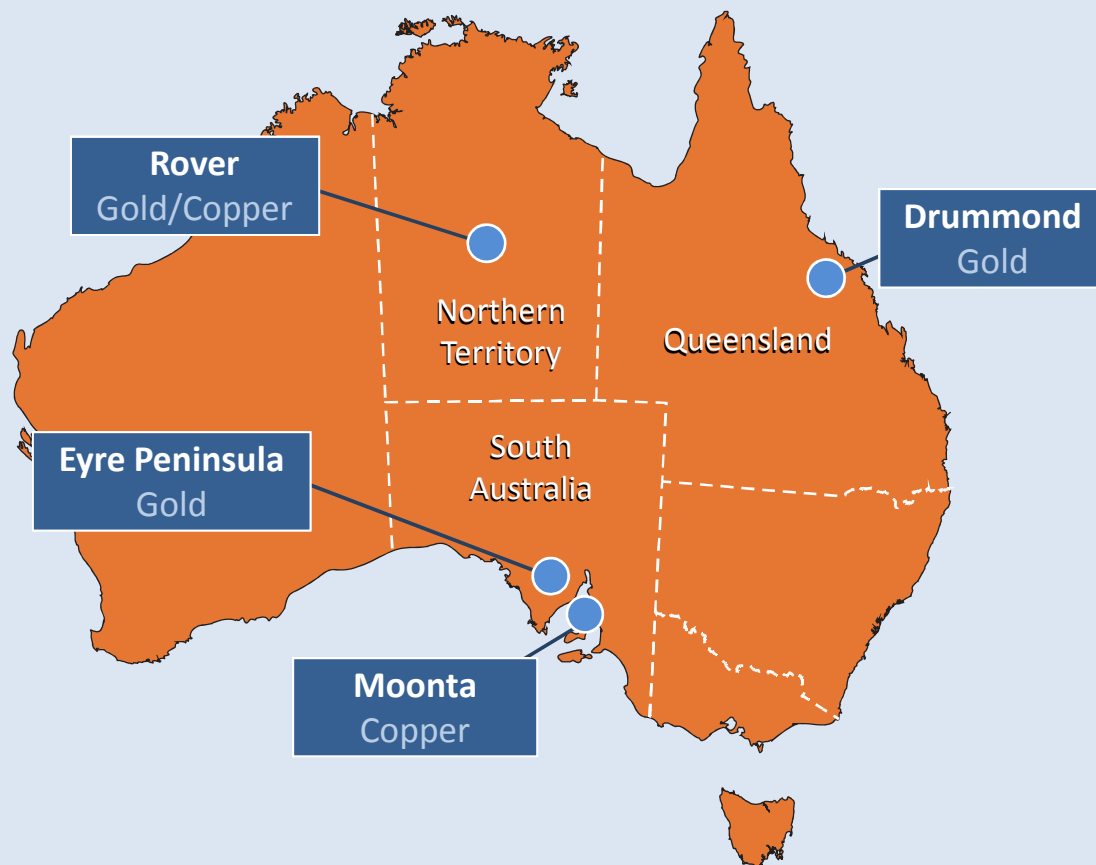 Rover
Gold/Copper
Drummond
Gold
Northern
Territory
Queensland
South
Australia
Eyre Peninsula
Gold
Moonta
Copper